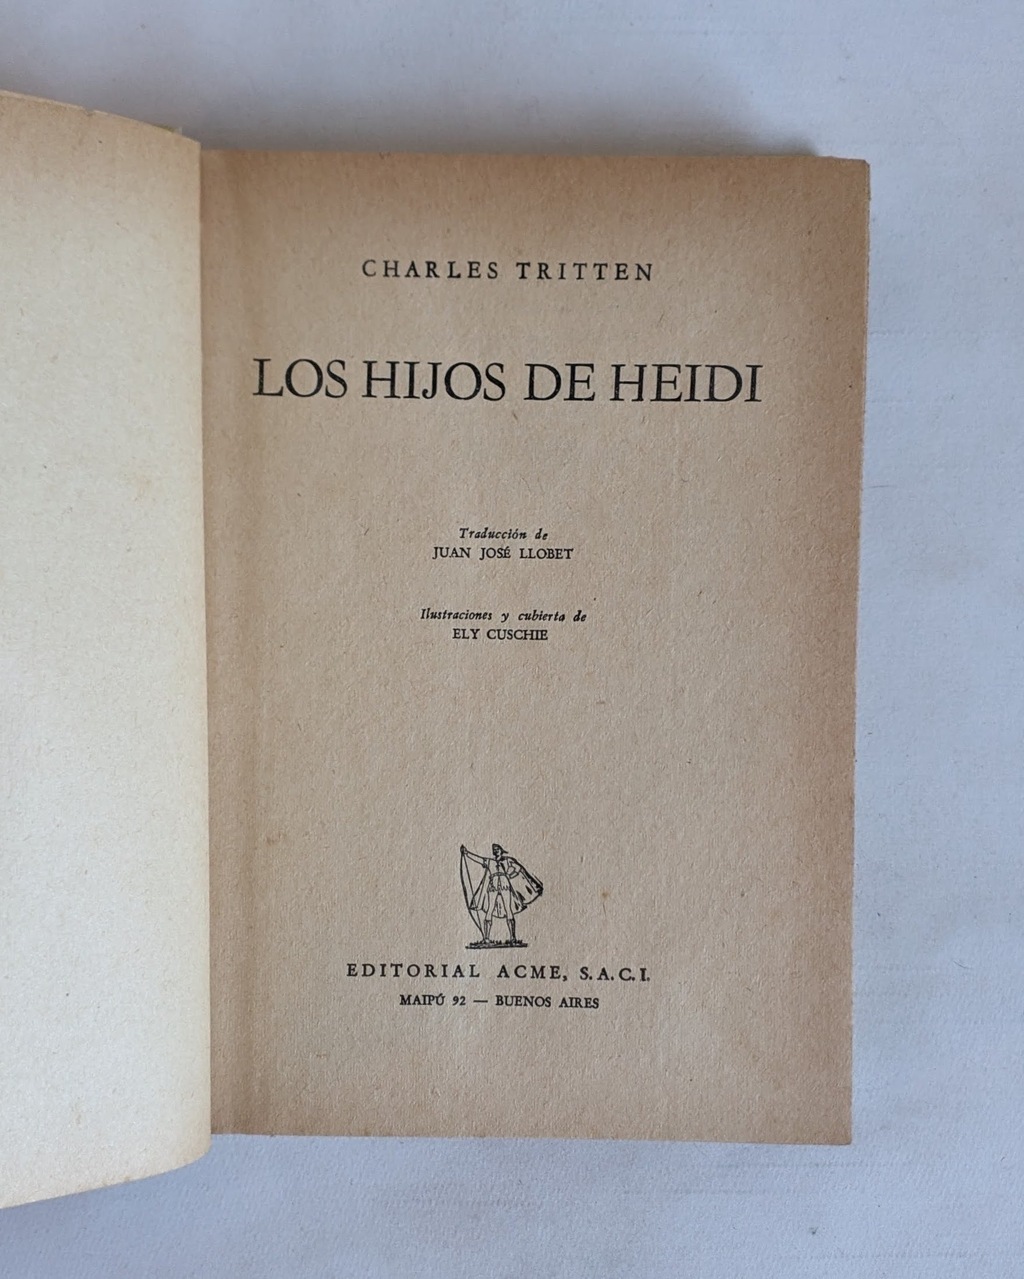 CHARLES TRITTEN
LOS HIJOS DE HEIDI
Traducción de
JUAN JOSÉ LLOBET
Ilustraciones y cubierta de
ELY CUSCHIE
EDITORIAL ACME, S.A.C.I.
MAIPÚ 92 — BUENOS AIRES